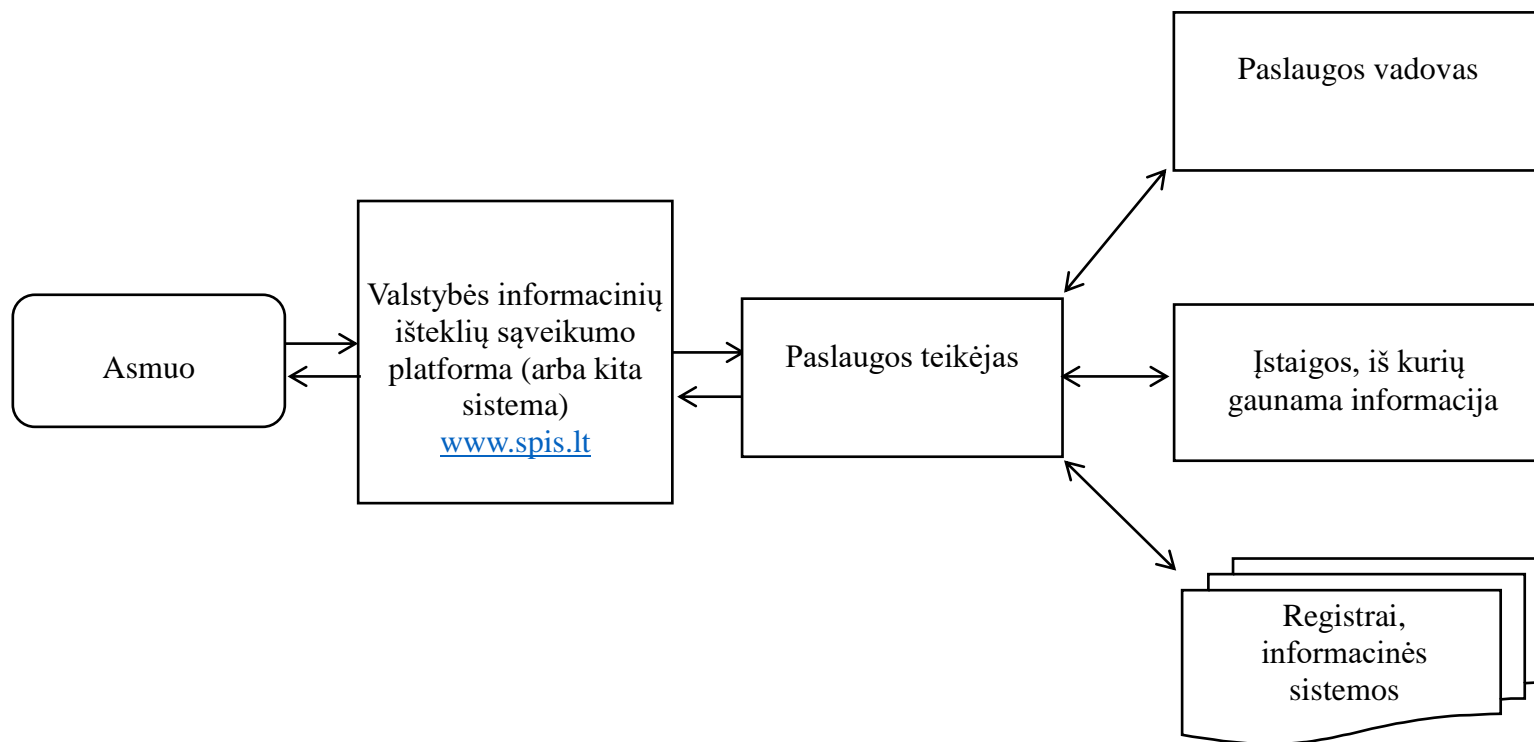 Paslaugos vadovas
Asmuo
Valstybės informacinių
išteklių sąveikumo
platforma (arba kita
sistema)
www.spis.lt
Paslaugos teikėjas
Įstaigos, iš kurių
gaunama informacija
Registrai,
informacinės
sistemos